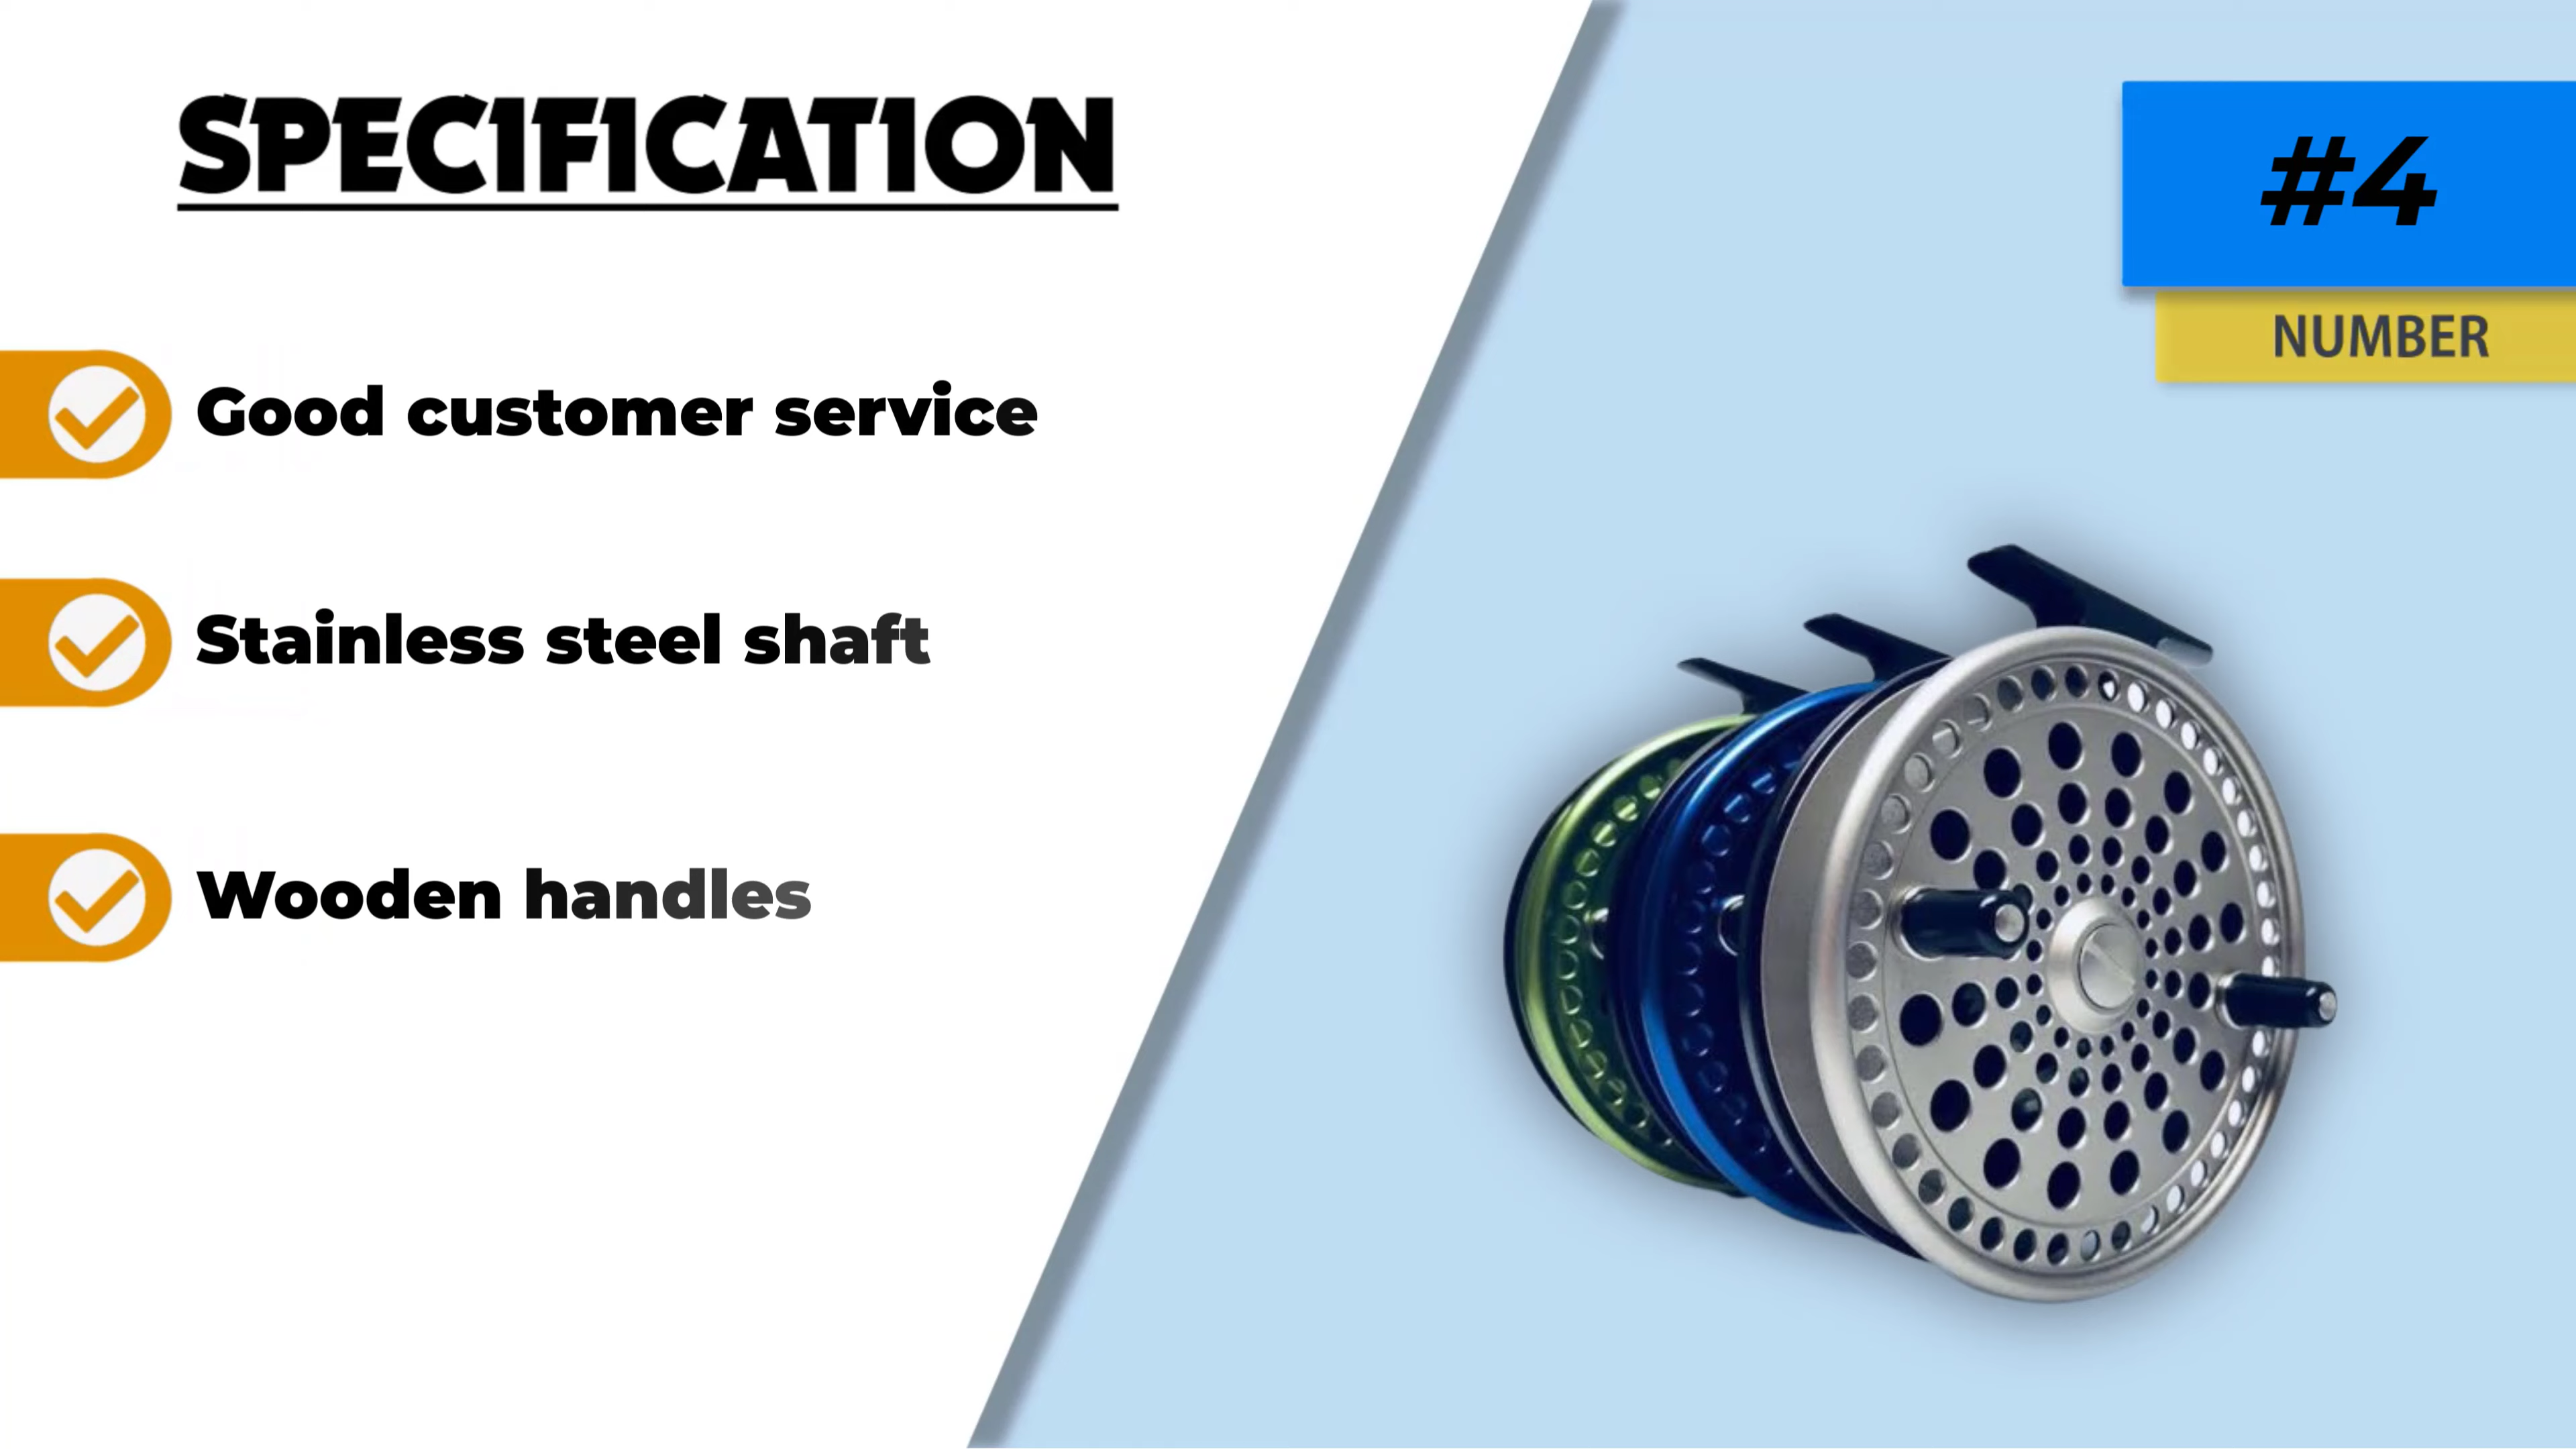 SPECIFICATION
#4
NUMBER
Good customer service
Stainless steel shaft
Wooden handles